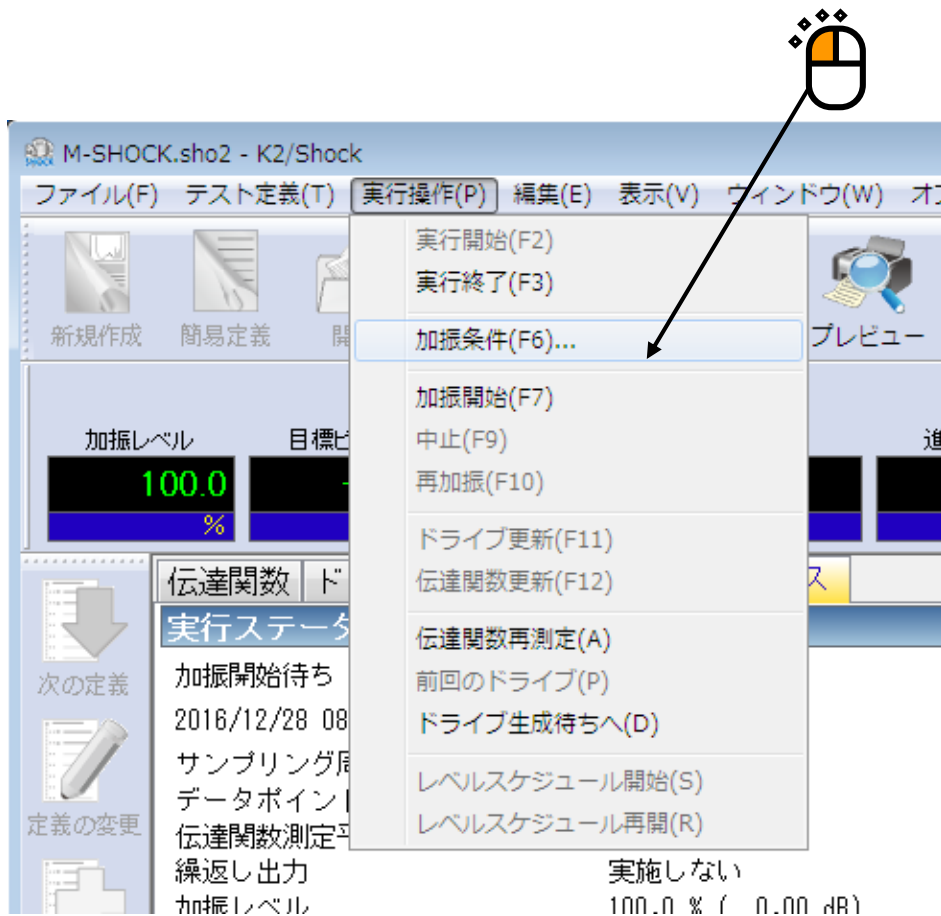 M-SHOCK.sho2 - K2/Shock
ファイル(F) テスト定義(T) 実行操作(P) 編集(E) 表示(V) ウィンドウ(W)
実行開始(F2)
実行終了(F3)
加振条件(F6)...
加振開始(F7)
中止(F9)
再加振(F10)
ドライブ更新(F11)
伝達関数更新(F12)
伝達関数再測定(A)
前回のドライブ(P)
ドライブ生成待ちへ(D)
レベルスケジュール開始(S)
レベルスケジュール再開(R)
新規作成 簡易定義 プレビュー
加振レベル 目標
100.0
%
伝達関数
実行ステータ
加振開始待ち
2016/12/28 08
サンプリング
データポイント
伝達関数測定
繰返し出力 実施しない
加振レベル 100.0 % ( 0.00 dB)
次の定義
定義の変更